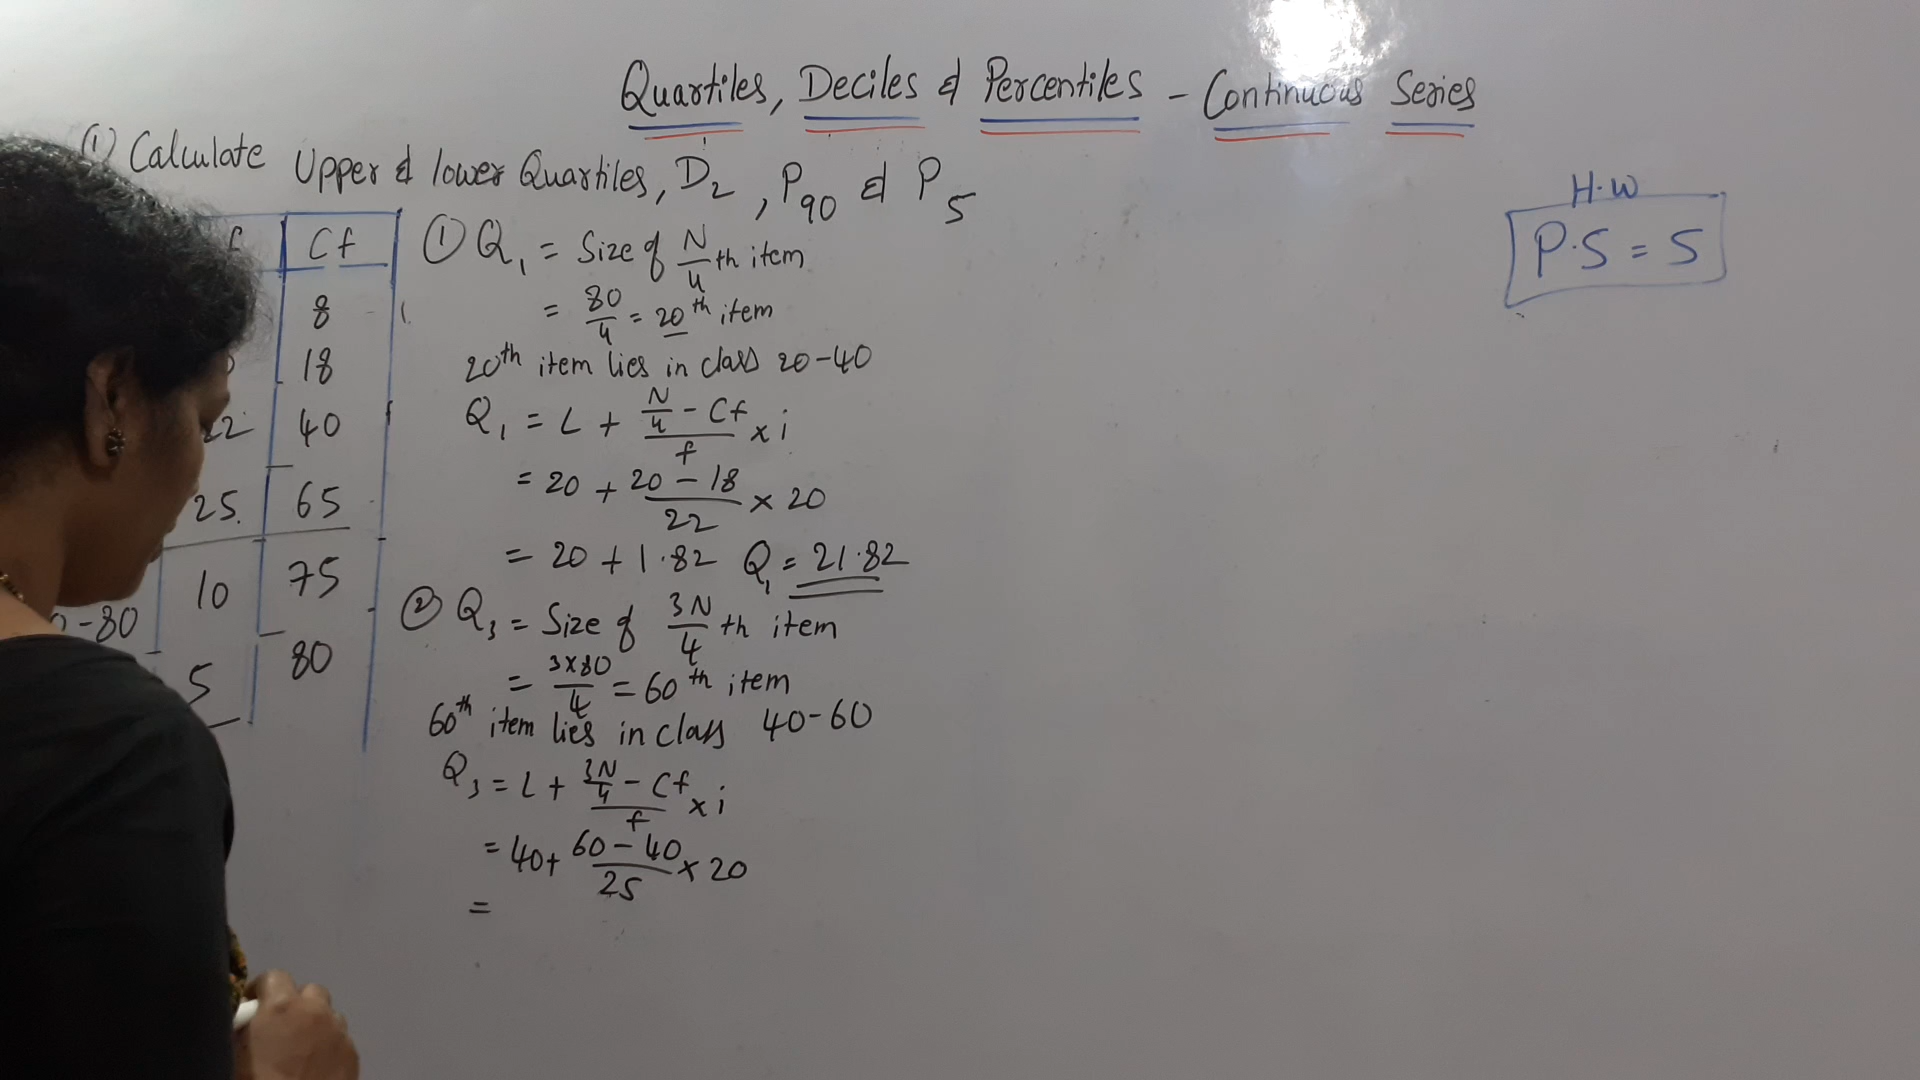 Quartiles, Deciles & Percentiles - Continuous Series
(1) Calculate Upper & lower Quartiles, D2, P90 & P5
H.W
P.S = 5
f Cf
8
18
22 40
25. 65
10 75
-80
5 80
① Q1 = Size of N/4 th item
= 80/4 = 20th item
20th item lies in class 20-40
Q1 = L + (N/4 - Cf)/f x i
= 20 + (20 - 18)/22 x 20
= 20 + 1.82 Q1 = 21.82
② Q3 = Size of 3N/4 th item
= 3x80/4 = 60th item
60th item lies in class 40-60
Q3 = L + (3N/4 - Cf)/f x i
= 40+ (60-40)/25 x 20
=